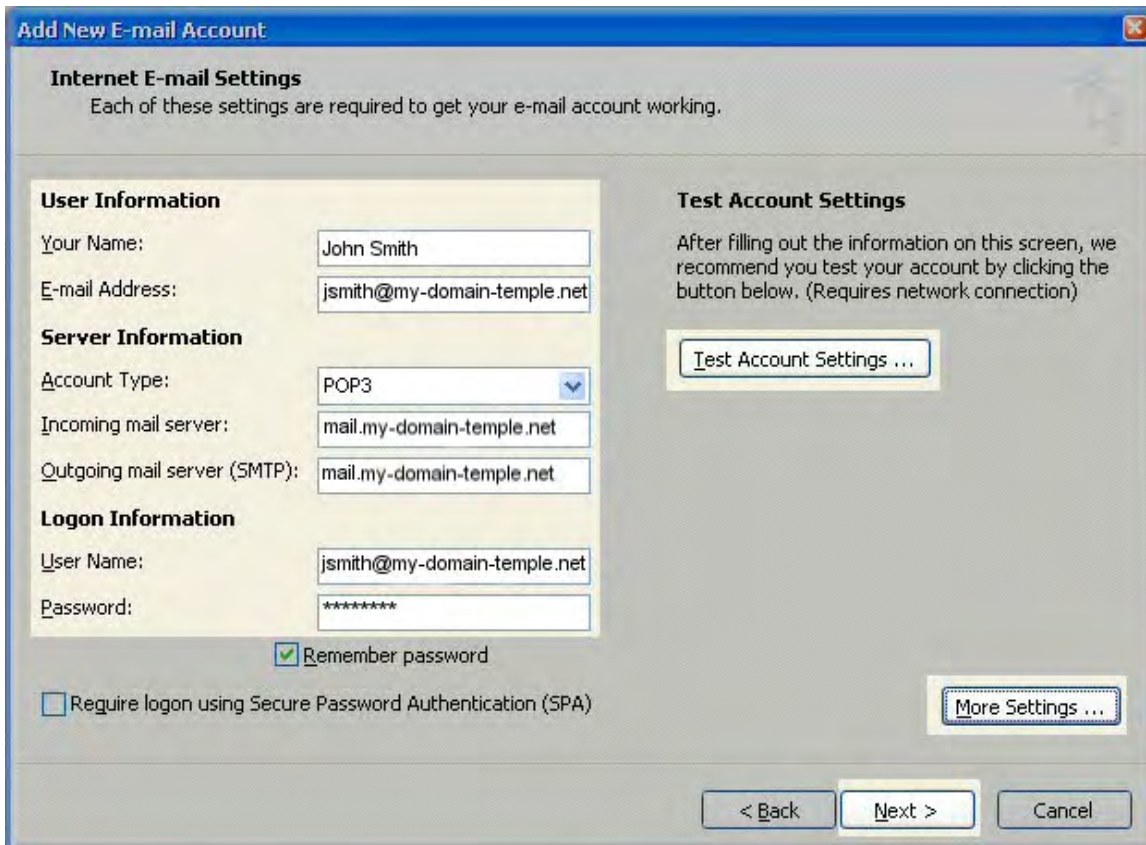 Add New E-mail Account
Internet E-mail Settings
Each of these settings are required to get your e-mail account working.
User Information
Your Name: John Smith
E-mail Address: jsmith@my-domain-temple.net
Server Information
Account Type: POP3
Incoming mail server: mail.my-domain-temple.net
Outgoing mail server (SMTP): mail.my-domain-temple.net
Logon Information
User Name: jsmith@my-domain-temple.net
Password: ********
Remember password
Require logon using Secure Password Authentication (SPA)
Test Account Settings
After filling out the information on this screen, we
recommend you test your account by clicking the
button below. (Requires network connection)
Test Account Settings ...
More Settings ...
< Back Next > Cancel